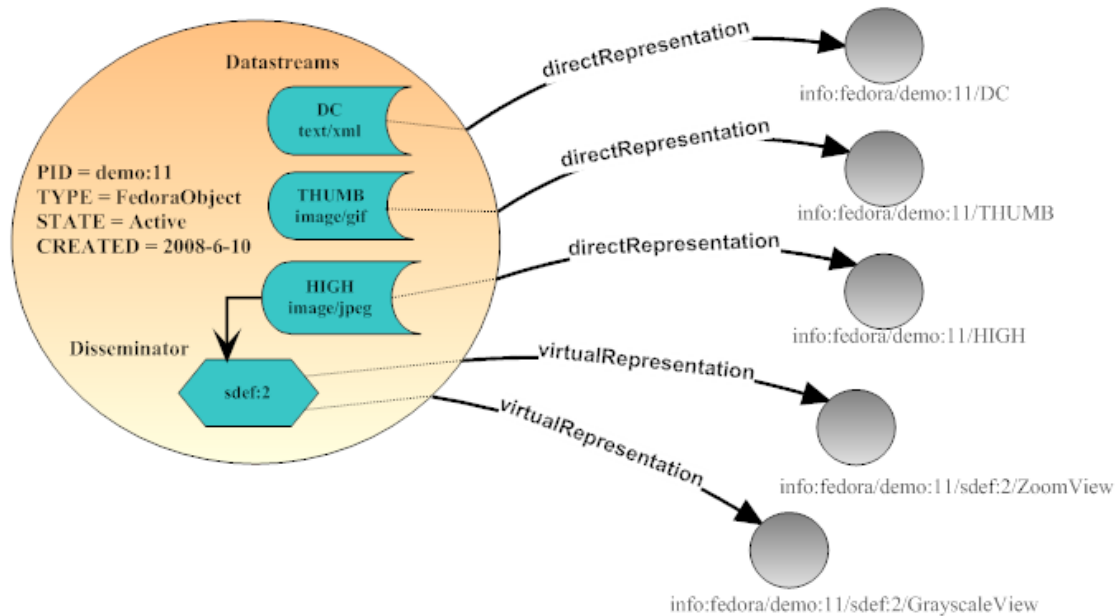 Datastreams
DC
text/xml
PID = demo:11
TYPE = FedoraObject
STATE = Active
CREATED = 2008-6-10
THUMB
image/gif
HIGH
image/jpeg
Disseminator
sdef:2
directRepresentation
info:fedora/demo:11/DC
directRepresentation
info:fedora/demo:11/THUMB
directRepresentation
info:fedora/demo:11/HIGH
virtualRepresentation
info:fedora/demo:11/sdef:2/ZoomView
virtualRepresentation
info:fedora/demo:11/sdef:2/GrayscaleView